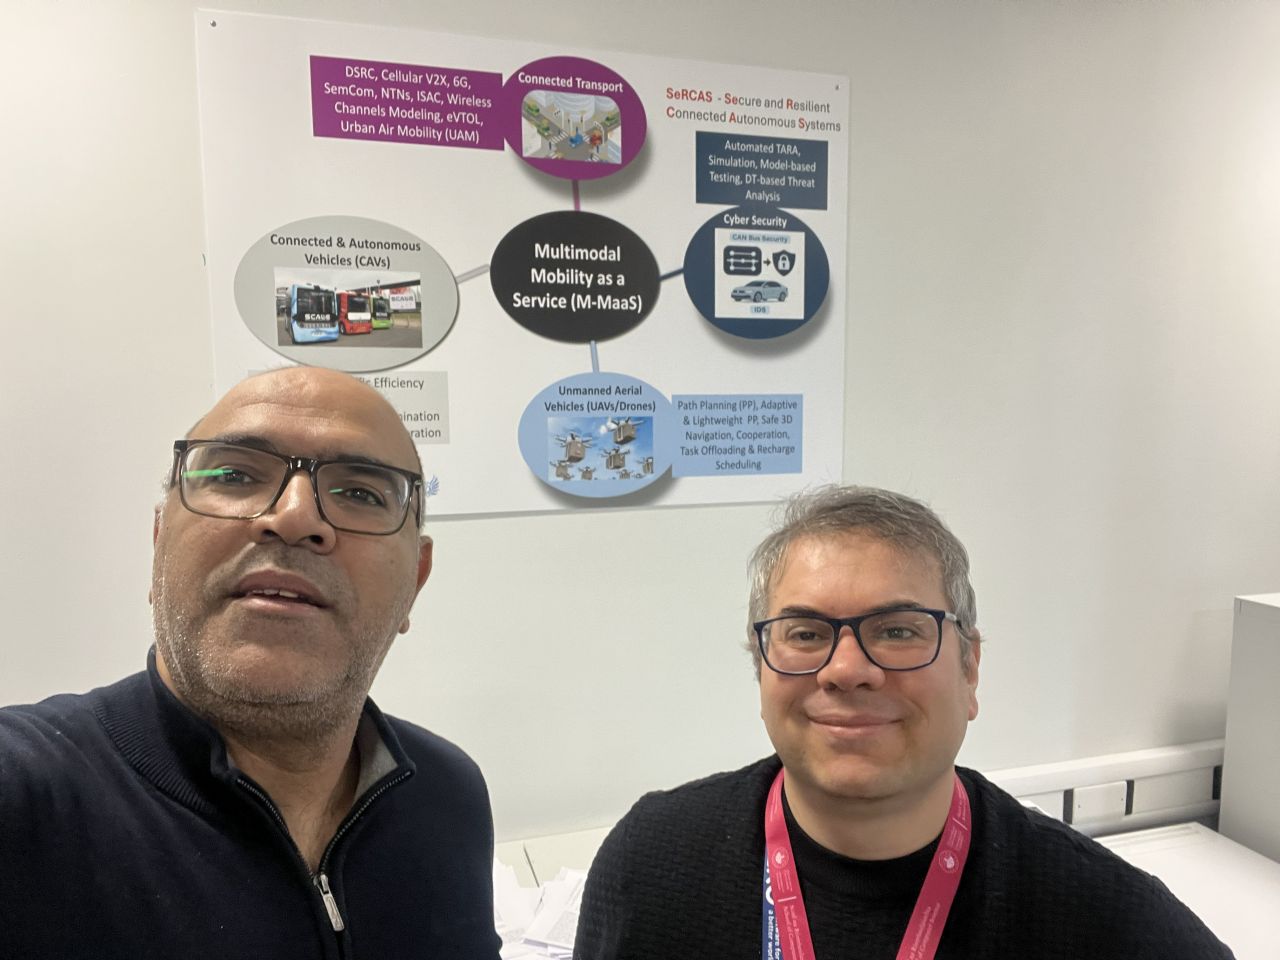 DSRC, Cellular V2X, 6G,
SemCom, NTNs, ISAC, Wireless
Channels Modeling, eVTOL,
Urban Air Mobility (UAM)
Connected Transport
SeRCAS - Secure and Resilient
Connected Autonomous Systems
Automated TARA,
Simulation, Model-based
Testing, DT-based Threat
Analysis
Cyber Security
CAN Bus Security
IDS
Connected & Autonomous
Vehicles (CAVs)
Multimodal
Mobility as a
Service (M-MaaS)
Efficiency
Unmanned Aerial
Vehicles (UAVs/Drones)
Path Planning (PP), Adaptive
& Lightweight PP, Safe 3D
Navigation, Cooperation,
Task Offloading & Recharge
Scheduling
a better